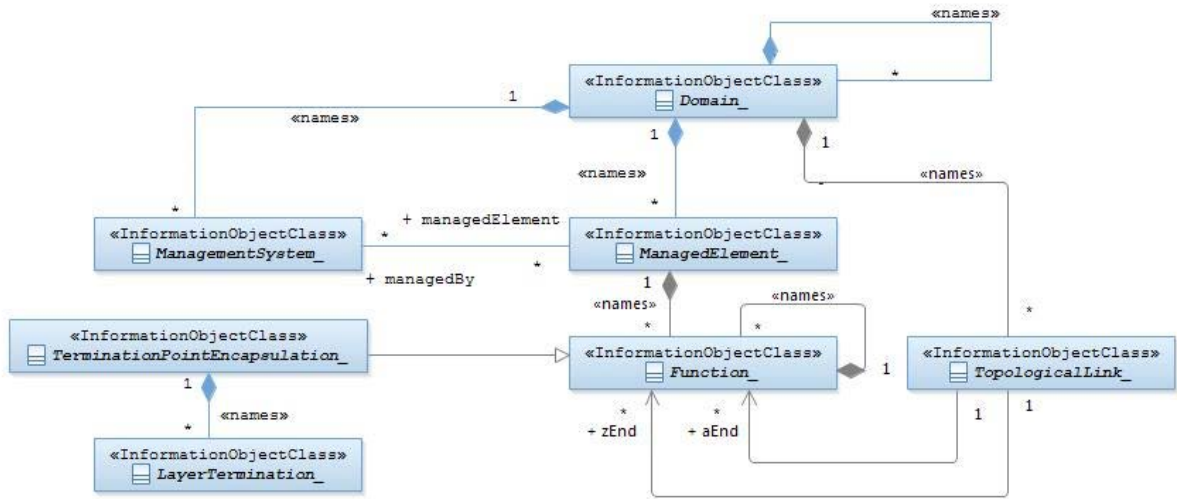 «names»
*
«InformationObjectClass»
Domain_
1
«names»
*
1
«names»
*
1
«names»
*
«InformationObjectClass»
ManagementSystem_
+ managedElement
*
+ managedBy
*
«InformationObjectClass»
ManagedElement_
1
«names»
*
«names»
*
1
«InformationObjectClass»
TerminationPointEncapsulation_
«InformationObjectClass»
Function_
«InformationObjectClass»
TopologicalLink_
1
«names»
*
*
+ zEnd
*
+ aEnd
1
1
«InformationObjectClass»
LayerTermination_